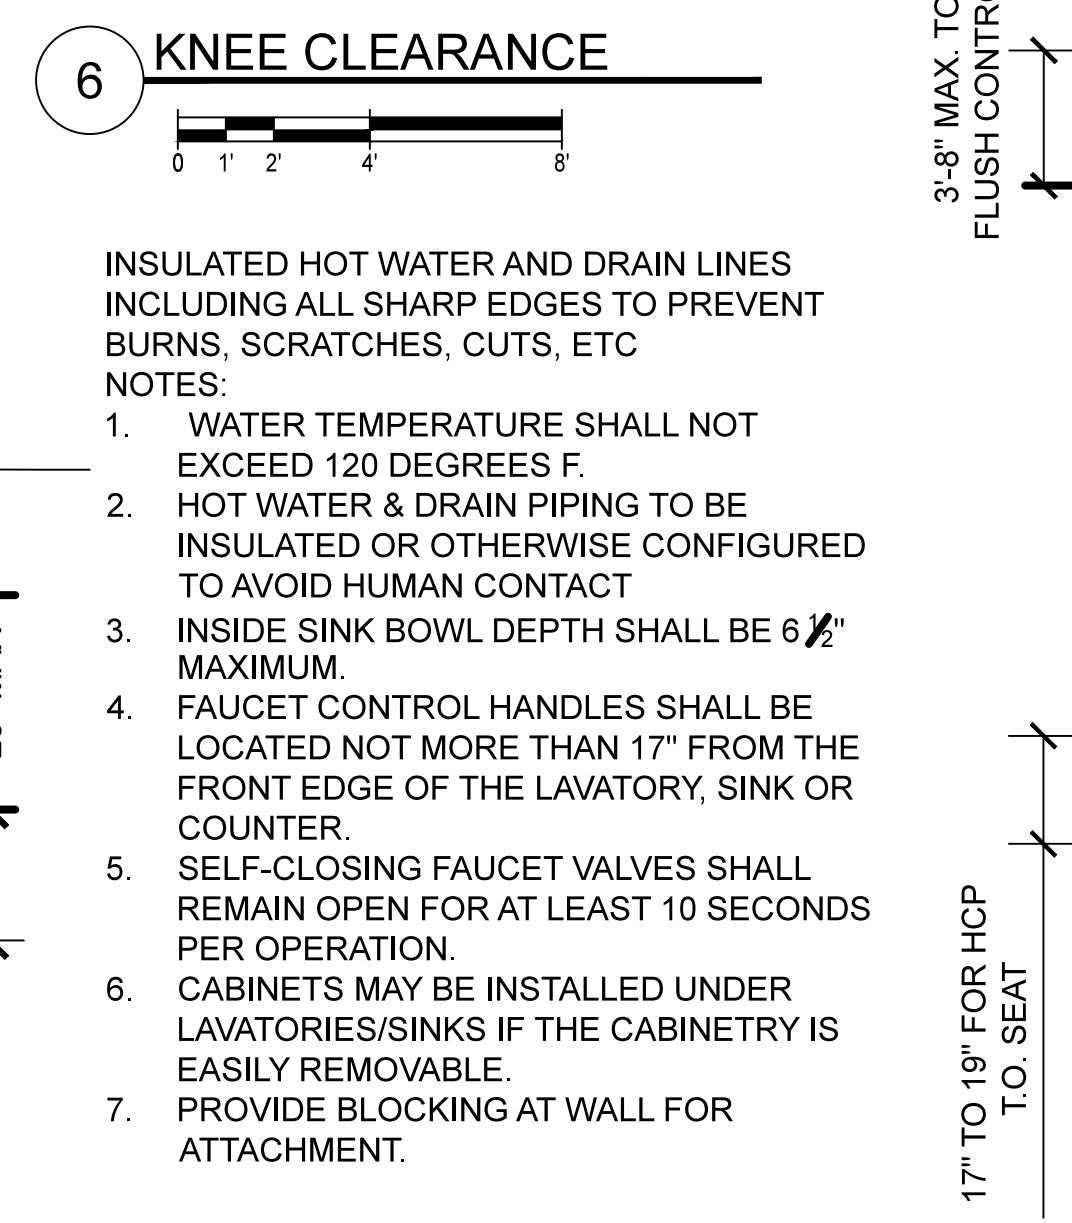 6
KNEE CLEARANCE
0 1' 2' 4' 8'
INSULATED HOT WATER AND DRAIN LINES
INCLUDING ALL SHARP EDGES TO PREVENT
BURNS, SCRATCHES, CUTS, ETC
NOTES:
1. WATER TEMPERATURE SHALL NOT
EXCEED 120 DEGREES F.
2. HOT WATER & DRAIN PIPING TO BE
INSULATED OR OTHERWISE CONFIGURED
TO AVOID HUMAN CONTACT
3. INSIDE SINK BOWL DEPTH SHALL BE 6 1/2"
MAXIMUM.
4. FAUCET CONTROL HANDLES SHALL BE
LOCATED NOT MORE THAN 17" FROM THE
FRONT EDGE OF THE LAVATORY, SINK OR
COUNTER.
5. SELF-CLOSING FAUCET VALVES SHALL
REMAIN OPEN FOR AT LEAST 10 SECONDS
PER OPERATION.
6. CABINETS MAY BE INSTALLED UNDER
LAVATORIES/SINKS IF THE CABINETRY IS
EASILY REMOVABLE.
7. PROVIDE BLOCKING AT WALL FOR
ATTACHMENT.
3'-8" MAX. TO
FLUSH
17" TO 19" FOR HCP
T.O. SEAT